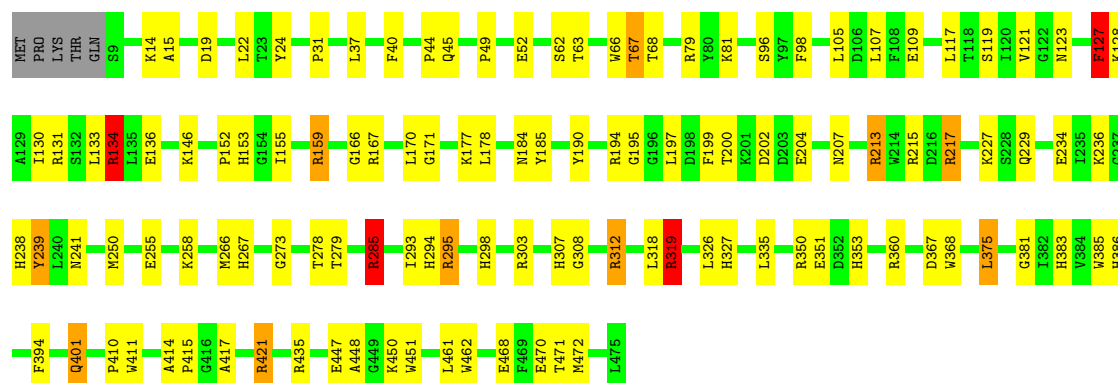 MET PRO LYS THR GLN S9 K14 A15 D19 L22 T23 Y24 P31 L37 F40 P44 Q45 P49 E52 S62 T63 W66 T67 T68 R79 Y80 K81 S96 Y97 F98 L105 D106 L107 F108 E109 L117 T118 S119 I120 V121 G122 N123 F127 K128
A129 I130 R131 S132 L133 R134 L135 E136 K146 P152 H153 G154 I155 R159 G166 R167 L170 G171 K177 L178 N184 Y185 Y190 R194 G195 G196 L197 D198 F199 T200 K201 D202 D203 E204 N207 R213 W214 R215 D216 R217 K227 S228 Q229 E234 I235 K236
H238 Y239 L240 N241 M250 E255 K258 M266 H267 G273 T278 T279 R285 I293 H294 R295 H298 R303 H307 G308 R312 L318 R319 L326 H327 L335 R350 E351 D352 H353 R360 D367 W368 L375 G381 I382 H383 V384 W385
F394 Q401 P410 W411 A414 P415 G416 A417 R421 R435 E447 A448 G449 K450 W451 L461 W462 E468 F469 E470 T471 M472 L475